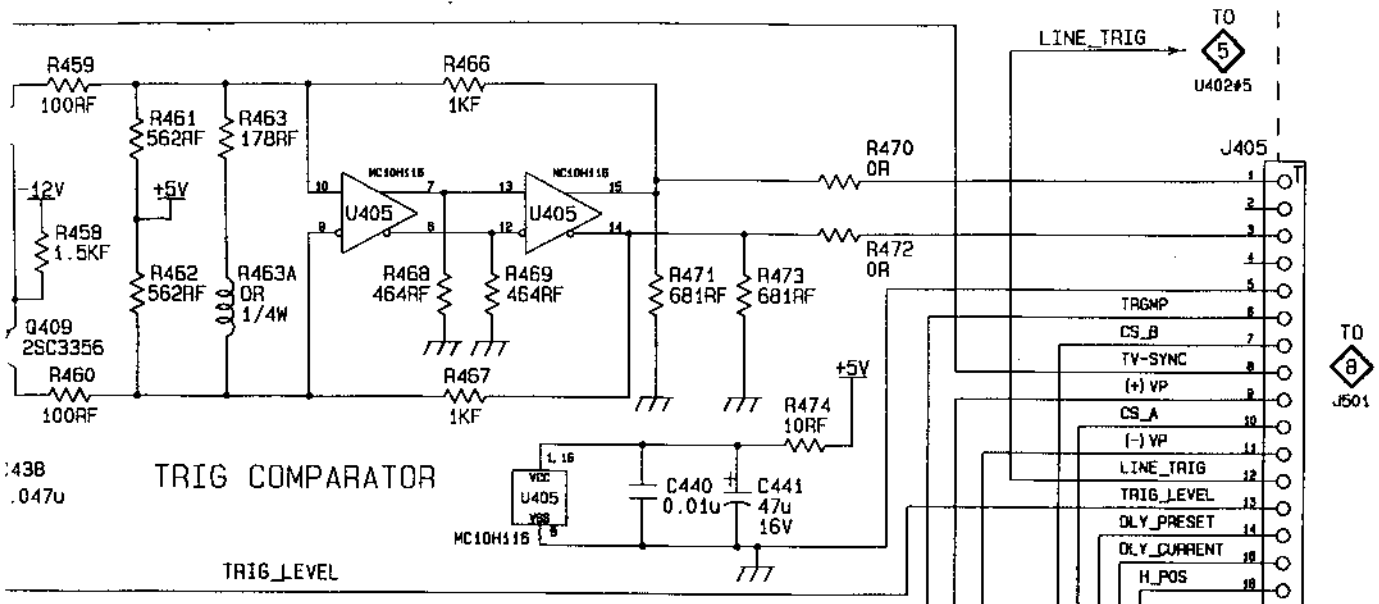 TO
LINE_TRIG
5
U402#5
R459
100RF
R466
1KF
R461
562RF
R463
178RF
R470
0R
J405
-12V
+5V
10
MC10H116
7
13
MC10H116
15
1
T
U405
U405
2
R458
1.5KF
9
6
12
14
3
R472
0R
4
R462
562RF
R463A
0R
1/4W
R468
464RF
R469
464RF
R471
681RF
R473
681RF
5
TRGMP
6
Q409
2SC3356
CS_B
7
TO
8
J501
R460
100RF
R467
1KF
+5V
TV-SYNC
8
(+) VP
9
R474
10RF
CS_A
10
(-) VP
11
C438
.047u
TRIG COMPARATOR
1, 16
VCC
U405
VSS
8
MC10H116
C440
0.01u
+
C441
47u
16V
LINE_TRIG
12
TRIG_LEVEL
13
DLY_PRESET
14
DLY_CURRENT
TRIG_LEVEL
H_POS